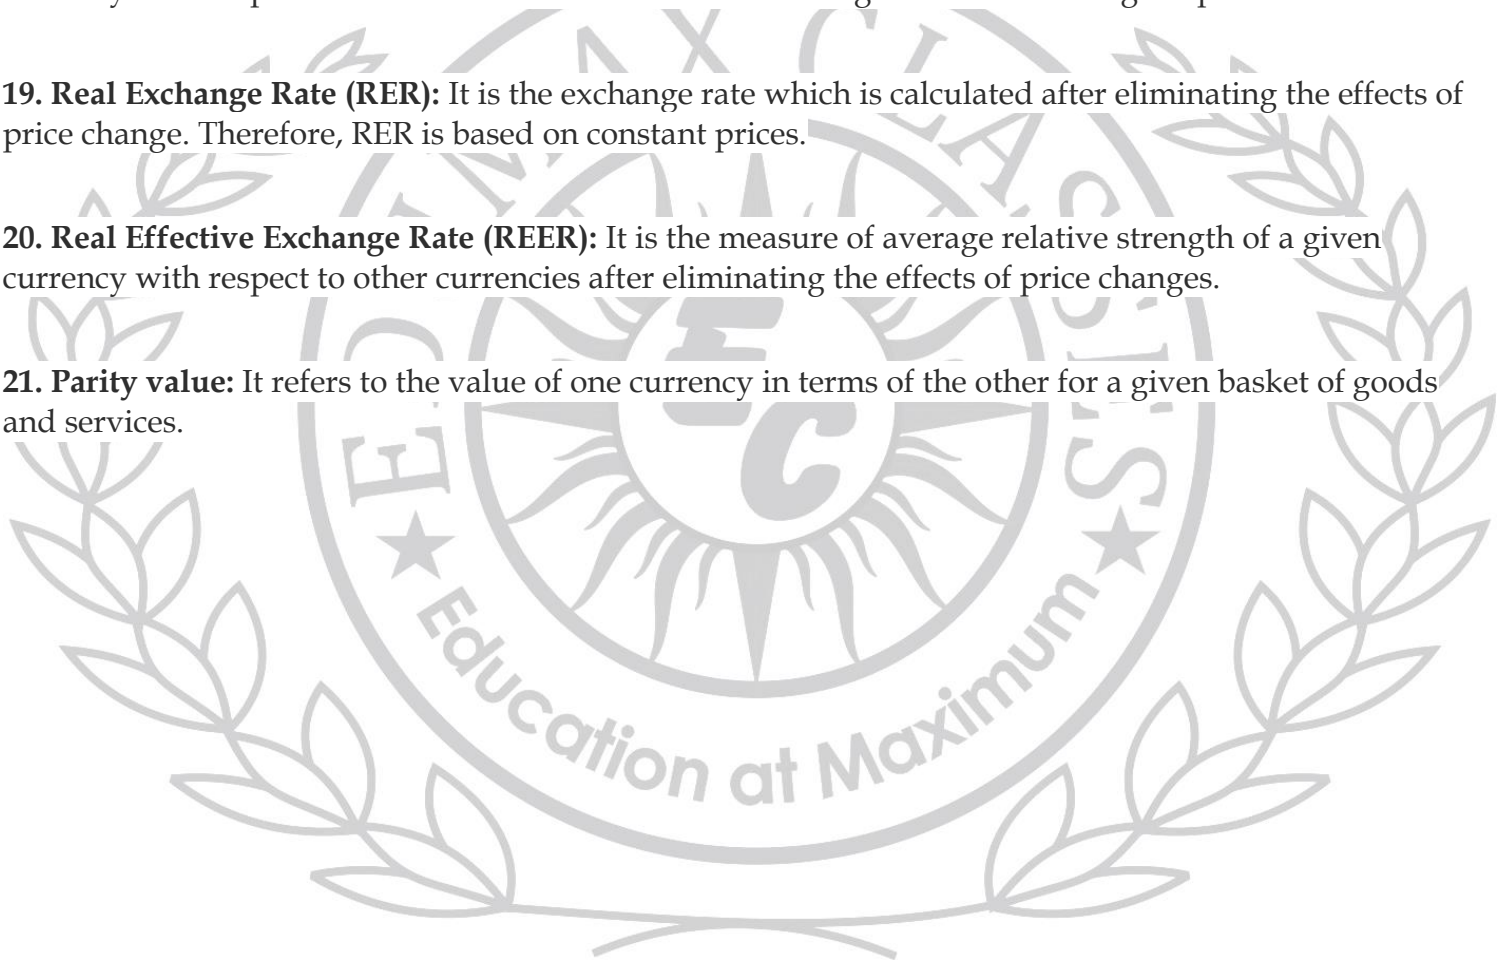 19. Real Exchange Rate (RER): It is the exchange rate which is calculated after eliminating the effects of
price change. Therefore, RER is based on constant prices.
20. Real Effective Exchange Rate (REER): It is the measure of average relative strength of a given
currency with respect to other currencies after eliminating the effects of price changes.
21. Parity value: It refers to the value of one currency in terms of the other for a given basket of goods
and services.
EC
Education at Maximum